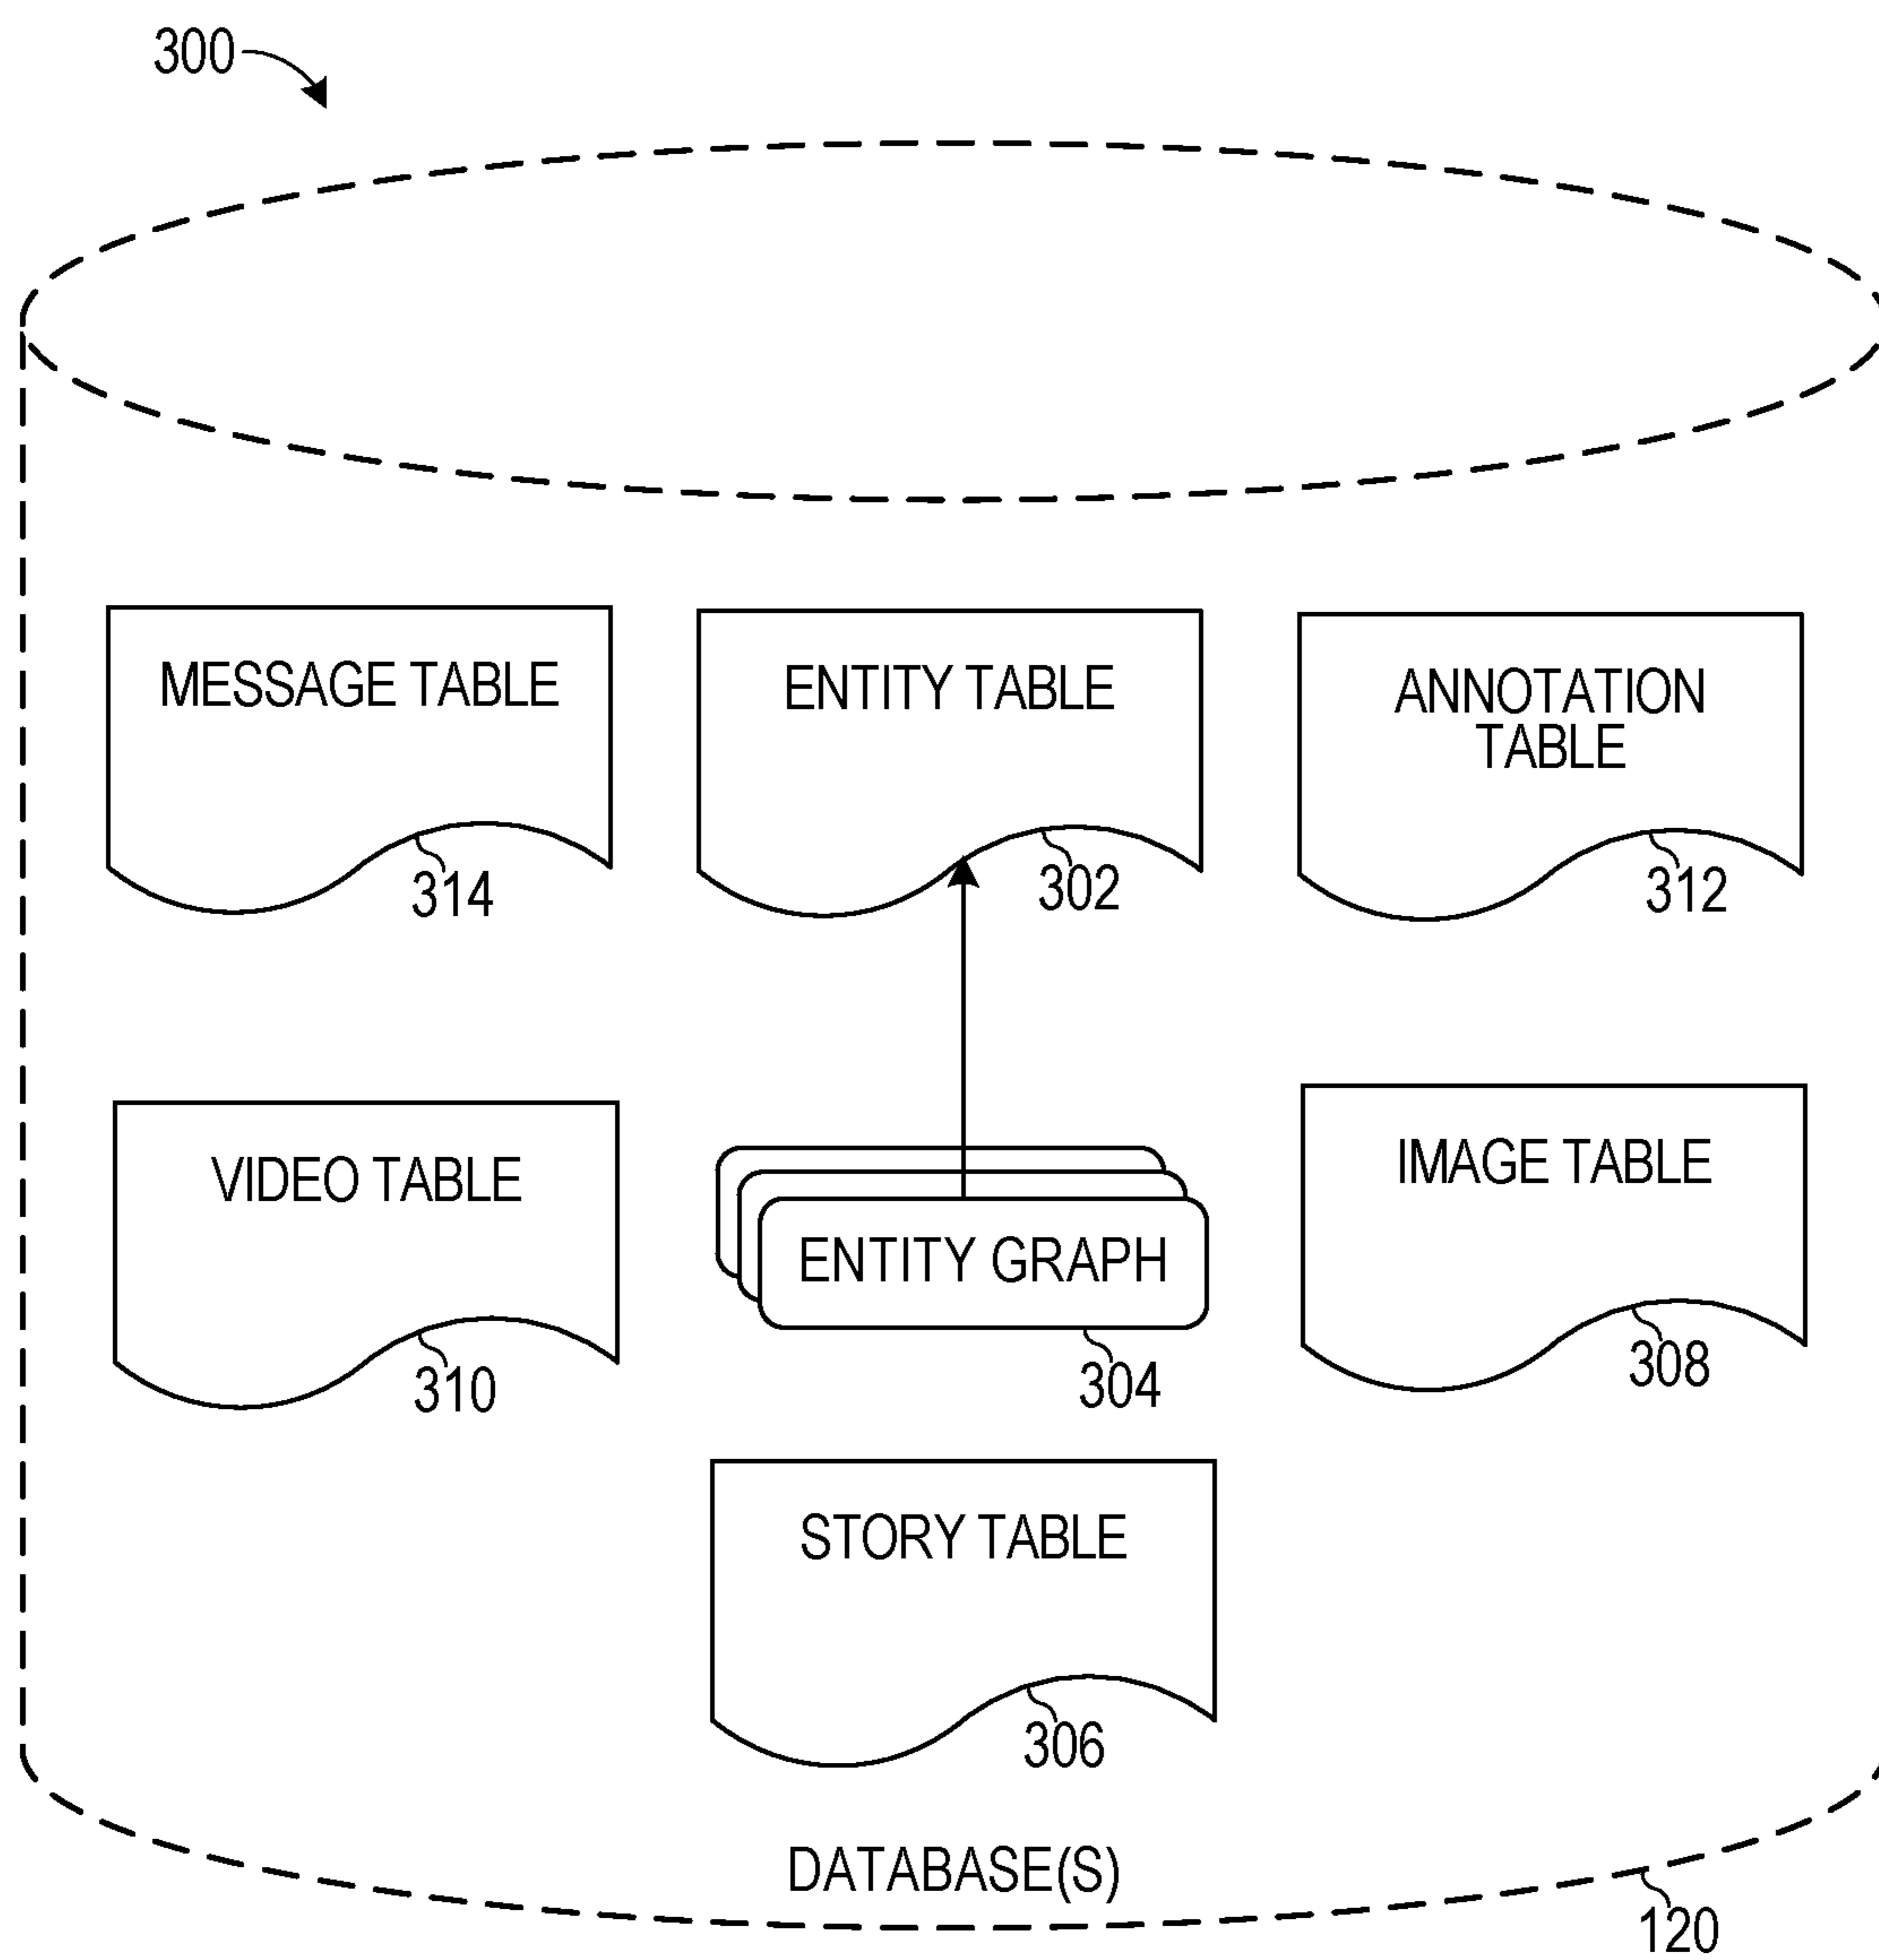 300
MESSAGE TABLE
314
ENTITY TABLE
302
ANNOTATION
TABLE
312
VIDEO TABLE
310
ENTITY GRAPH
304
IMAGE TABLE
308
STORY TABLE
306
DATABASE(S)
120